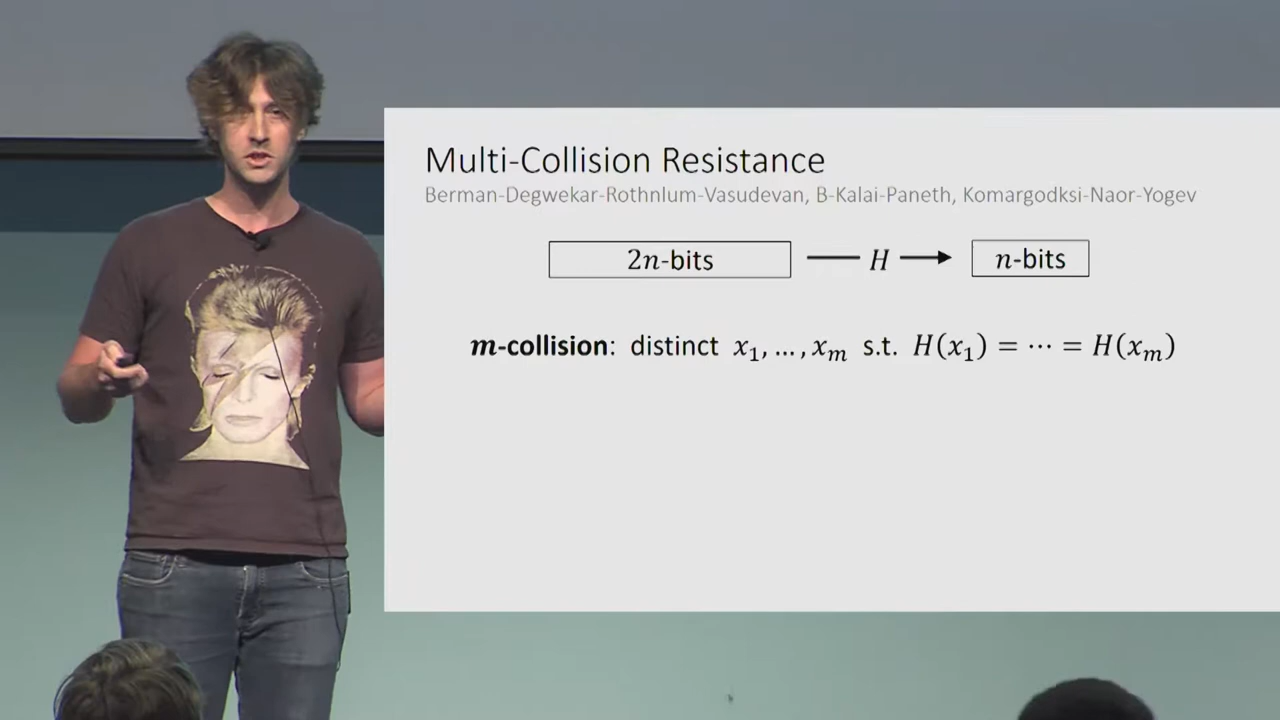 Multi-Collision Resistance
Berman-Degwekar-Rothnlum-Vasudevan, B-Kalai-Paneth, Komargodksi-Naor-Yogev
2n-bits H n-bits
m-collision: distinct x₁, … , xₘ s.t. H(x₁) = ⋯ = H(xₘ)